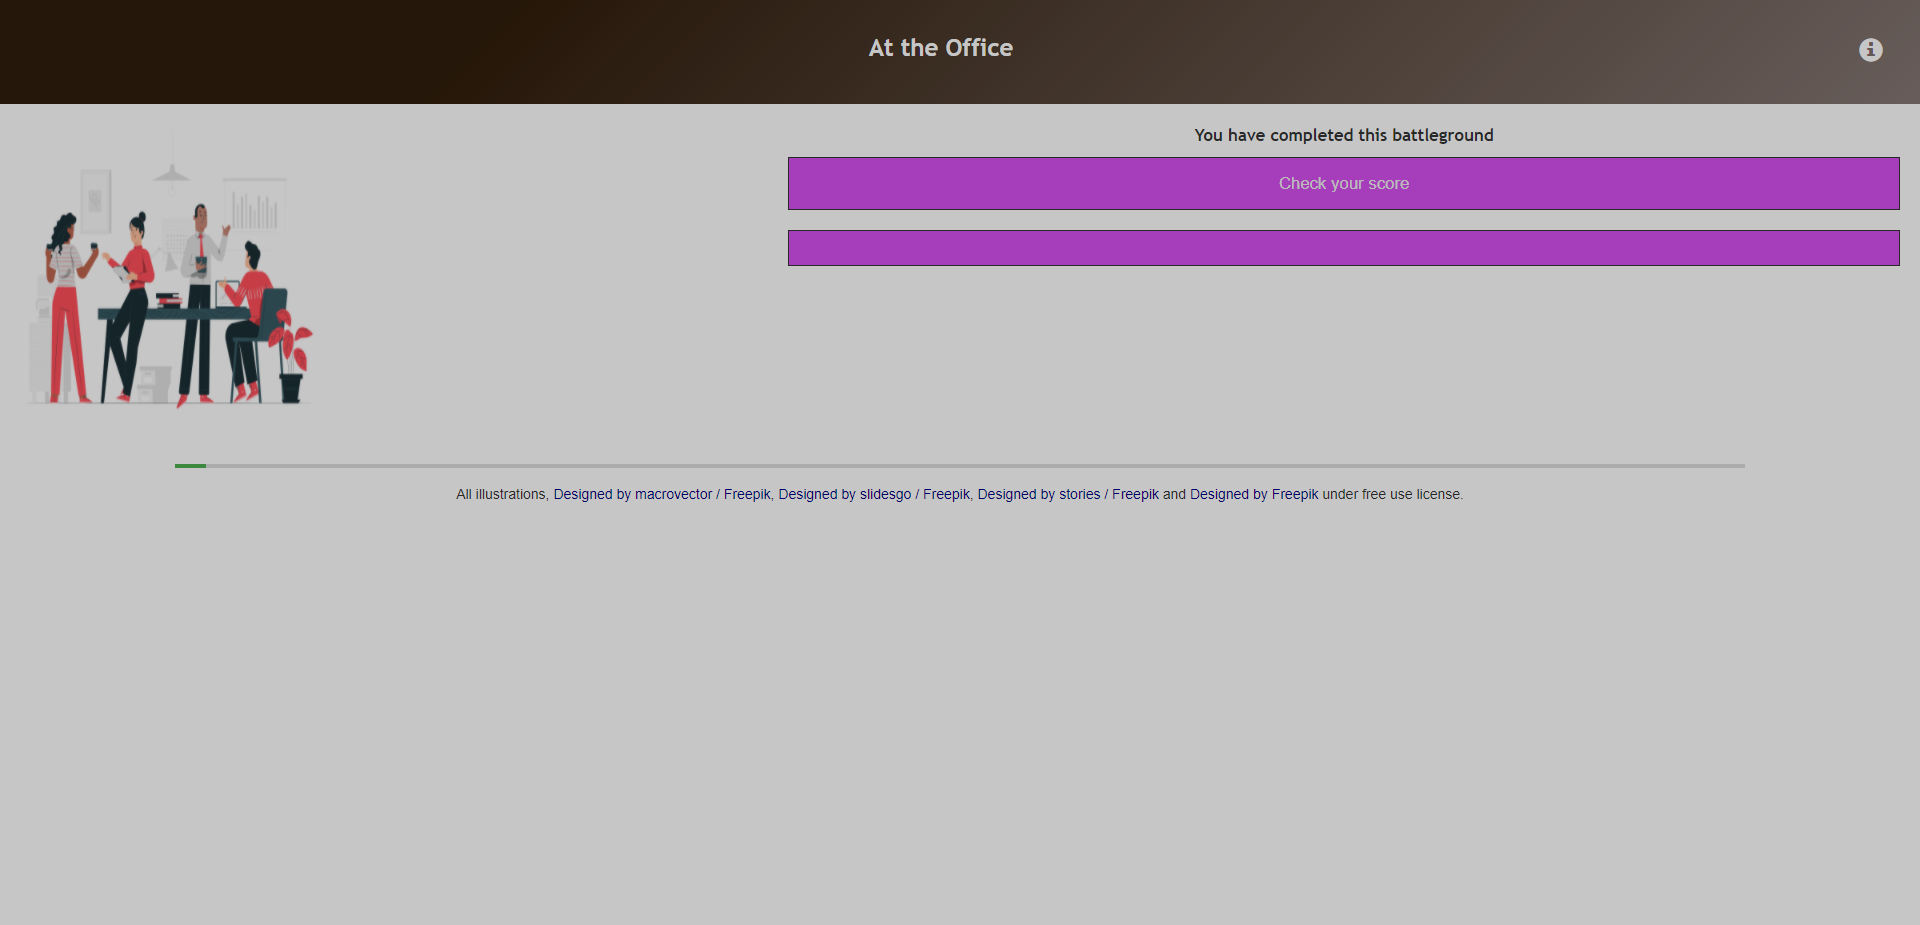 At the Office
You have completed this battleground
Check your score
All illustrations, Designed by macrovector / Freepik, Designed by slidesgo / Freepik, Designed by stories / Freepik and Designed by Freepik under free use license.